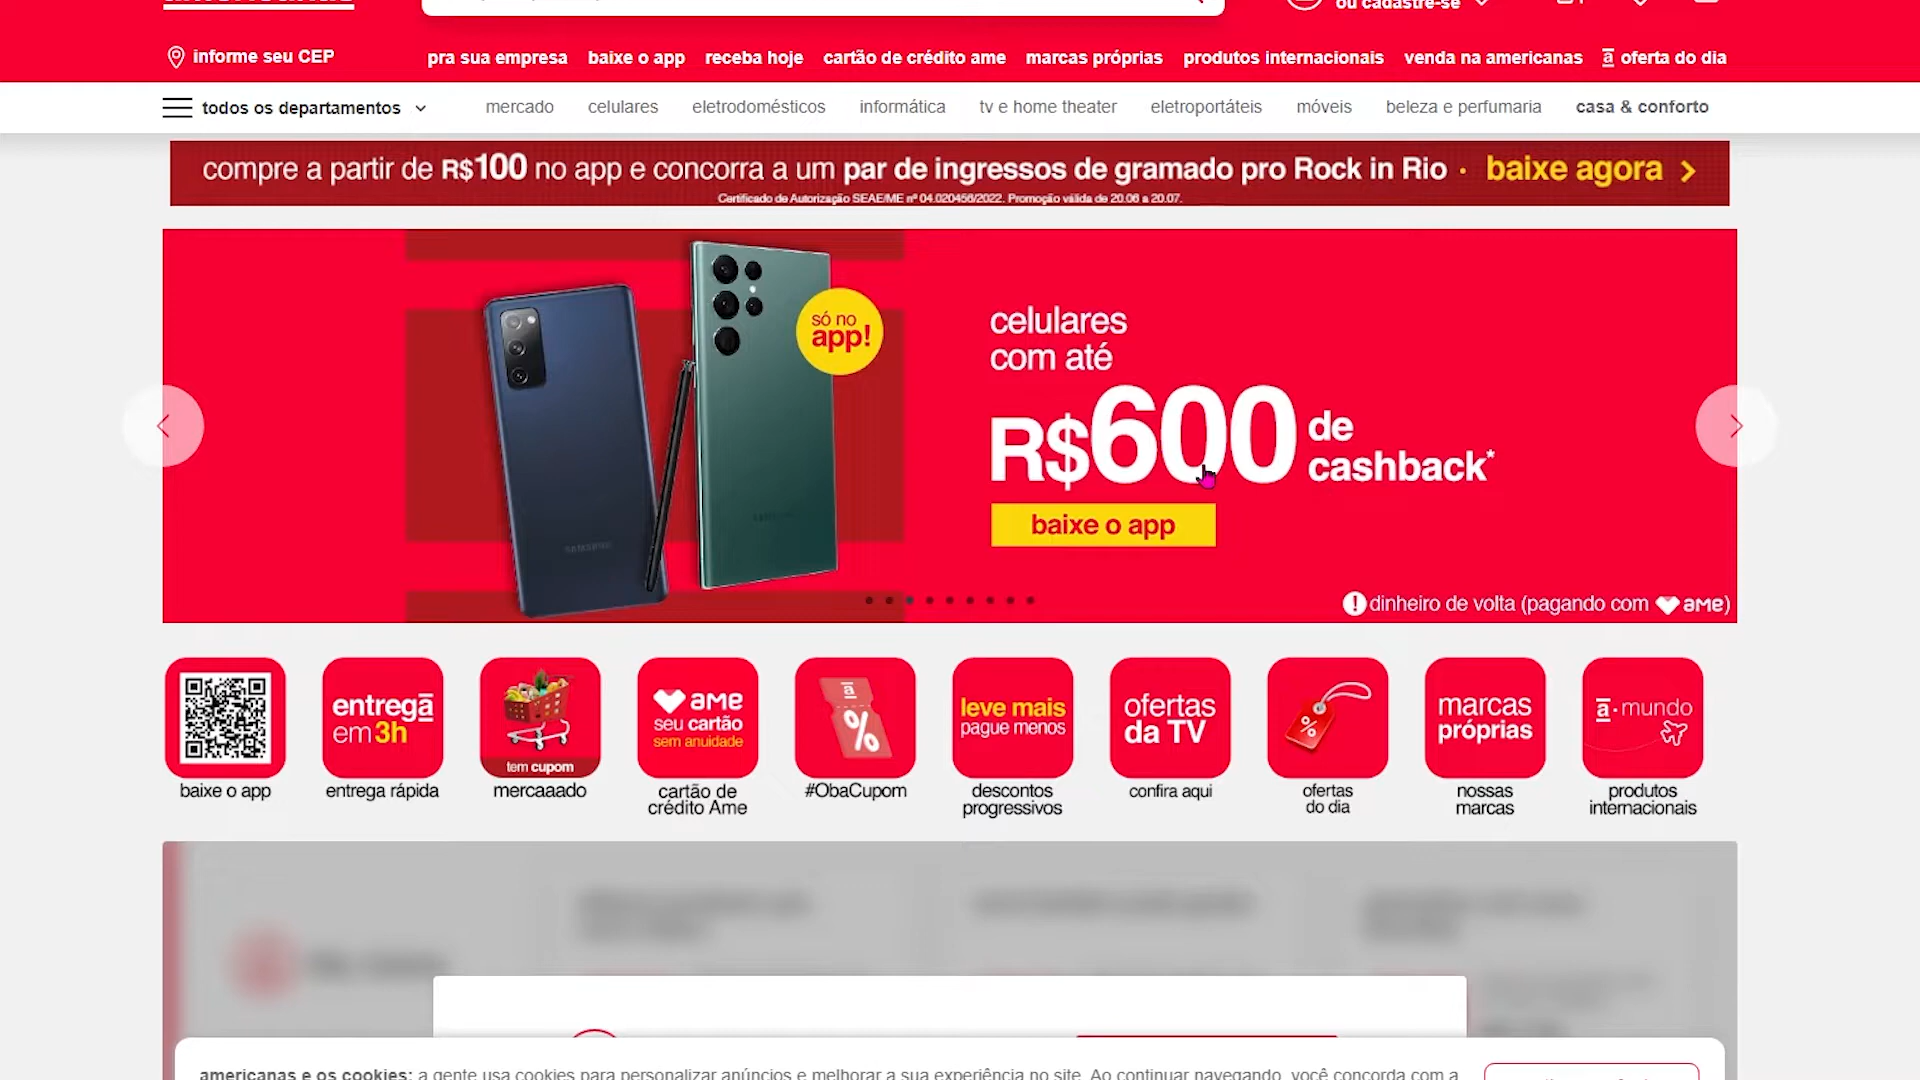 ou cadastre-se
informe seu CEP
pra sua empresa baixe o app receba hoje cartão de crédito ame marcas próprias produtos internacionais venda na americanas a oferta do dia
todos os departamentos mercado celulares eletrodomésticos informática tv e home theater eletroportáteis móveis beleza e perfumaria casa & conforto
compre a partir de R$100 no app e concorra a um par de ingressos de gramado pro Rock in Rio · baixe agora >
Certificado de Autorização SEAE/ME nº 04.020456/2022. Promoção válida de 20.06 a 20.07.
só no
app!
celulares
com até
R$600 de
cashback*
baixe o app
SAMSUNG
! dinheiro de volta (pagando com ame)
entrega
em 3h
tem cupom
ame
seu cartão
sem anuidade
a
%
leve mais
pague menos
ofertas
da TV
%
marcas
próprias
a·mundo
baixe o app
entrega rápida
mercaaado
cartão de
crédito Ame
#ObaCupom
descontos
progressivos
confira aqui
ofertas
do dia
nossas
marcas
produtos
internacionais
americanas e os cookies: a gente usa cookies para personalizar anúncios e melhorar a sua experiência no site. Ao continuar navegando, você concorda com a